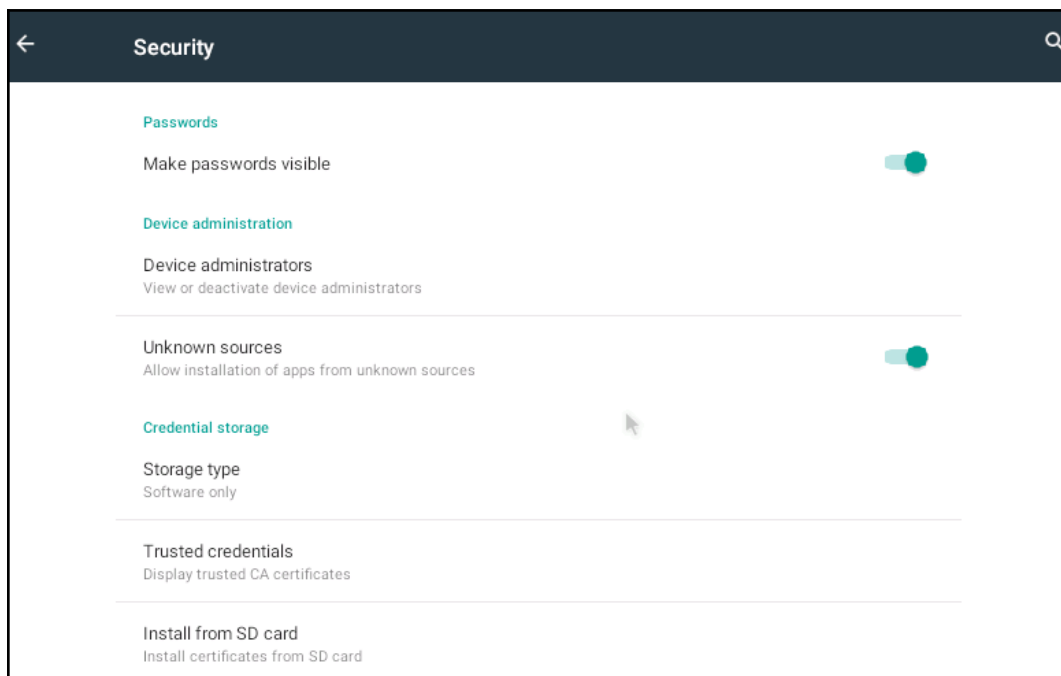 Security
Passwords
Make passwords visible
Device administration
Device administrators
View or deactivate device administrators
Unknown sources
Allow installation of apps from unknown sources
Credential storage
Storage type
Software only
Trusted credentials
Display trusted CA certificates
Install from SD card
Install certificates from SD card